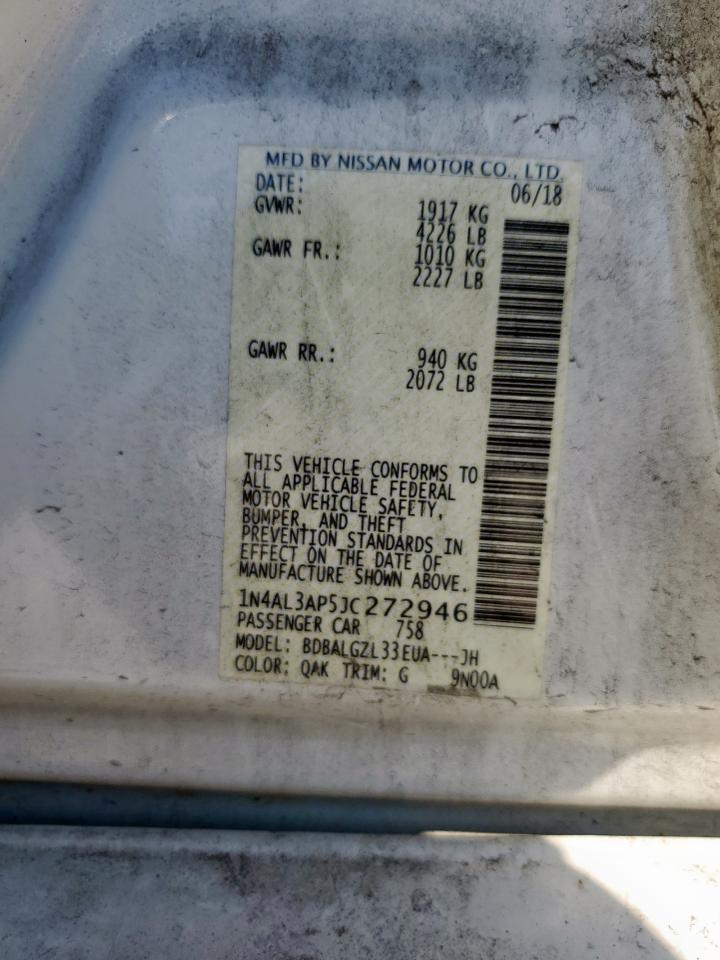 MFD BY NISSAN MOTOR CO., LTD.
DATE: 06/18
GVWR: 1917 KG
4226 LB
GAWR FR.: 1010 KG
2227 LB
GAWR RR.: 940 KG
2072 LB
THIS VEHICLE CONFORMS TO
ALL APPLICABLE FEDERAL
MOTOR VEHICLE SAFETY,
BUMPER, AND THEFT
PREVENTION STANDARDS IN
EFFECT ON THE DATE OF
MANUFACTURE SHOWN ABOVE.
1N4AL3AP5JC272946
PASSENGER CAR 758
MODEL: BDBALGZL33EUA---JH
COLOR: QAK TRIM: G 9N00A